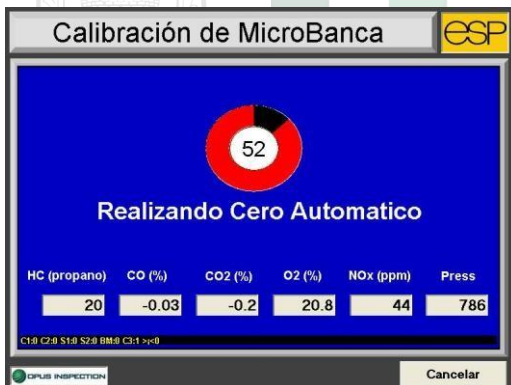 Calibración de MicroBanca
esp
52
Realizando Cero Automatico
HC (propano) CO (%) CO2 (%) O2 (%) NOx (ppm) Press
20 -0.03 -0.2 20.8 44 786
C1:0 C2:0 S1:0 S2:0 BM:0 C3:1 >¡<0
OPUS INSPECTION
Cancelar